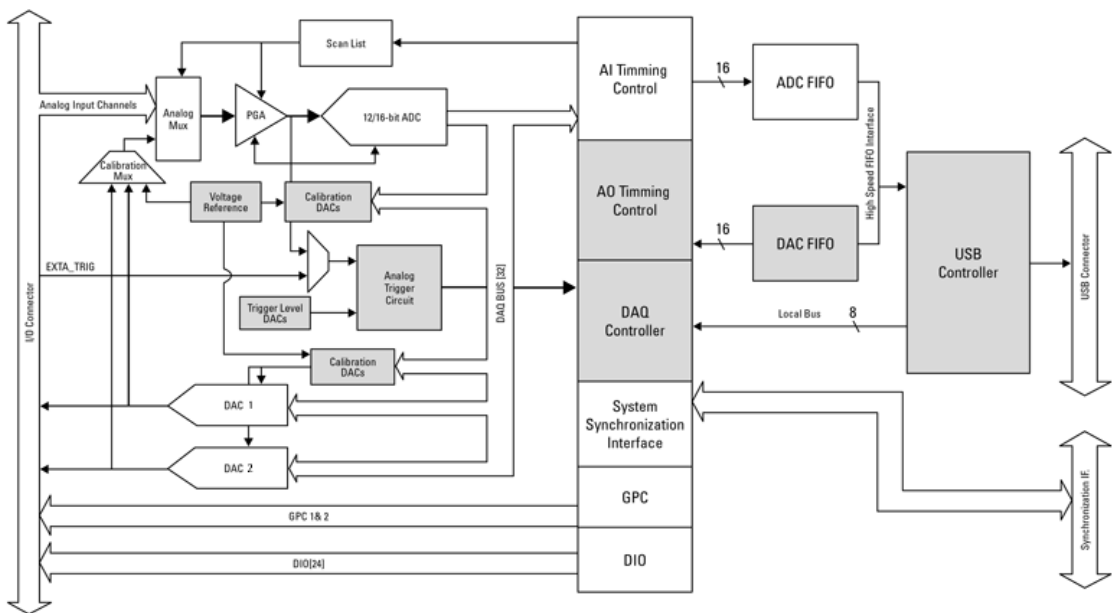 Scan List
AI Timming
Control
16
ADC FIFO
Analog Input Channels
Analog
Mux
PGA
12/16-bit ADC
High Speed FIFO Interface
Calibration
Mux
Voltage
Reference
Calibration
DACs
AO Timming
Control
16
DAC FIFO
USB
Controller
USB Connector
I/O Connector
EXTA_TRIG
Analog
Trigger
Circuit
Trigger Level
DACs
DAQ BUS [32]
DAQ
Controller
Local Bus
8
Calibration
DACs
DAC 1
System
Synchronization
Interface
DAC 2
GPC
GPC 1& 2
Synchronization IF.
DIO[24]
DIO